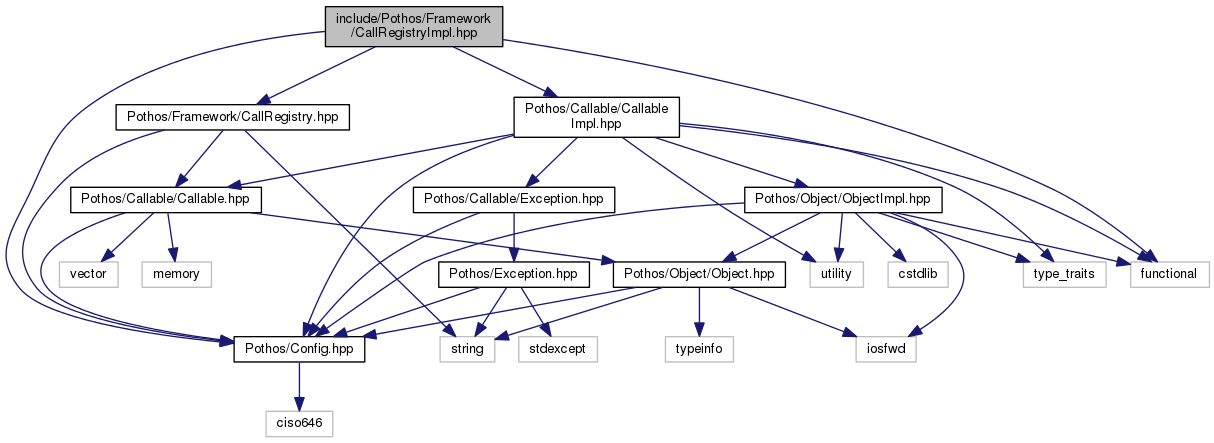 include/Pothos/Framework
/CallRegistryImpl.hpp
Pothos/Framework/CallRegistry.hpp
Pothos/Callable/Callable
Impl.hpp
Pothos/Callable/Callable.hpp
Pothos/Callable/Exception.hpp
Pothos/Object/ObjectImpl.hpp
vector
memory
Pothos/Exception.hpp
Pothos/Object/Object.hpp
utility
cstdlib
type_traits
functional
Pothos/Config.hpp
string
stdexcept
typeinfo
iosfwd
ciso646